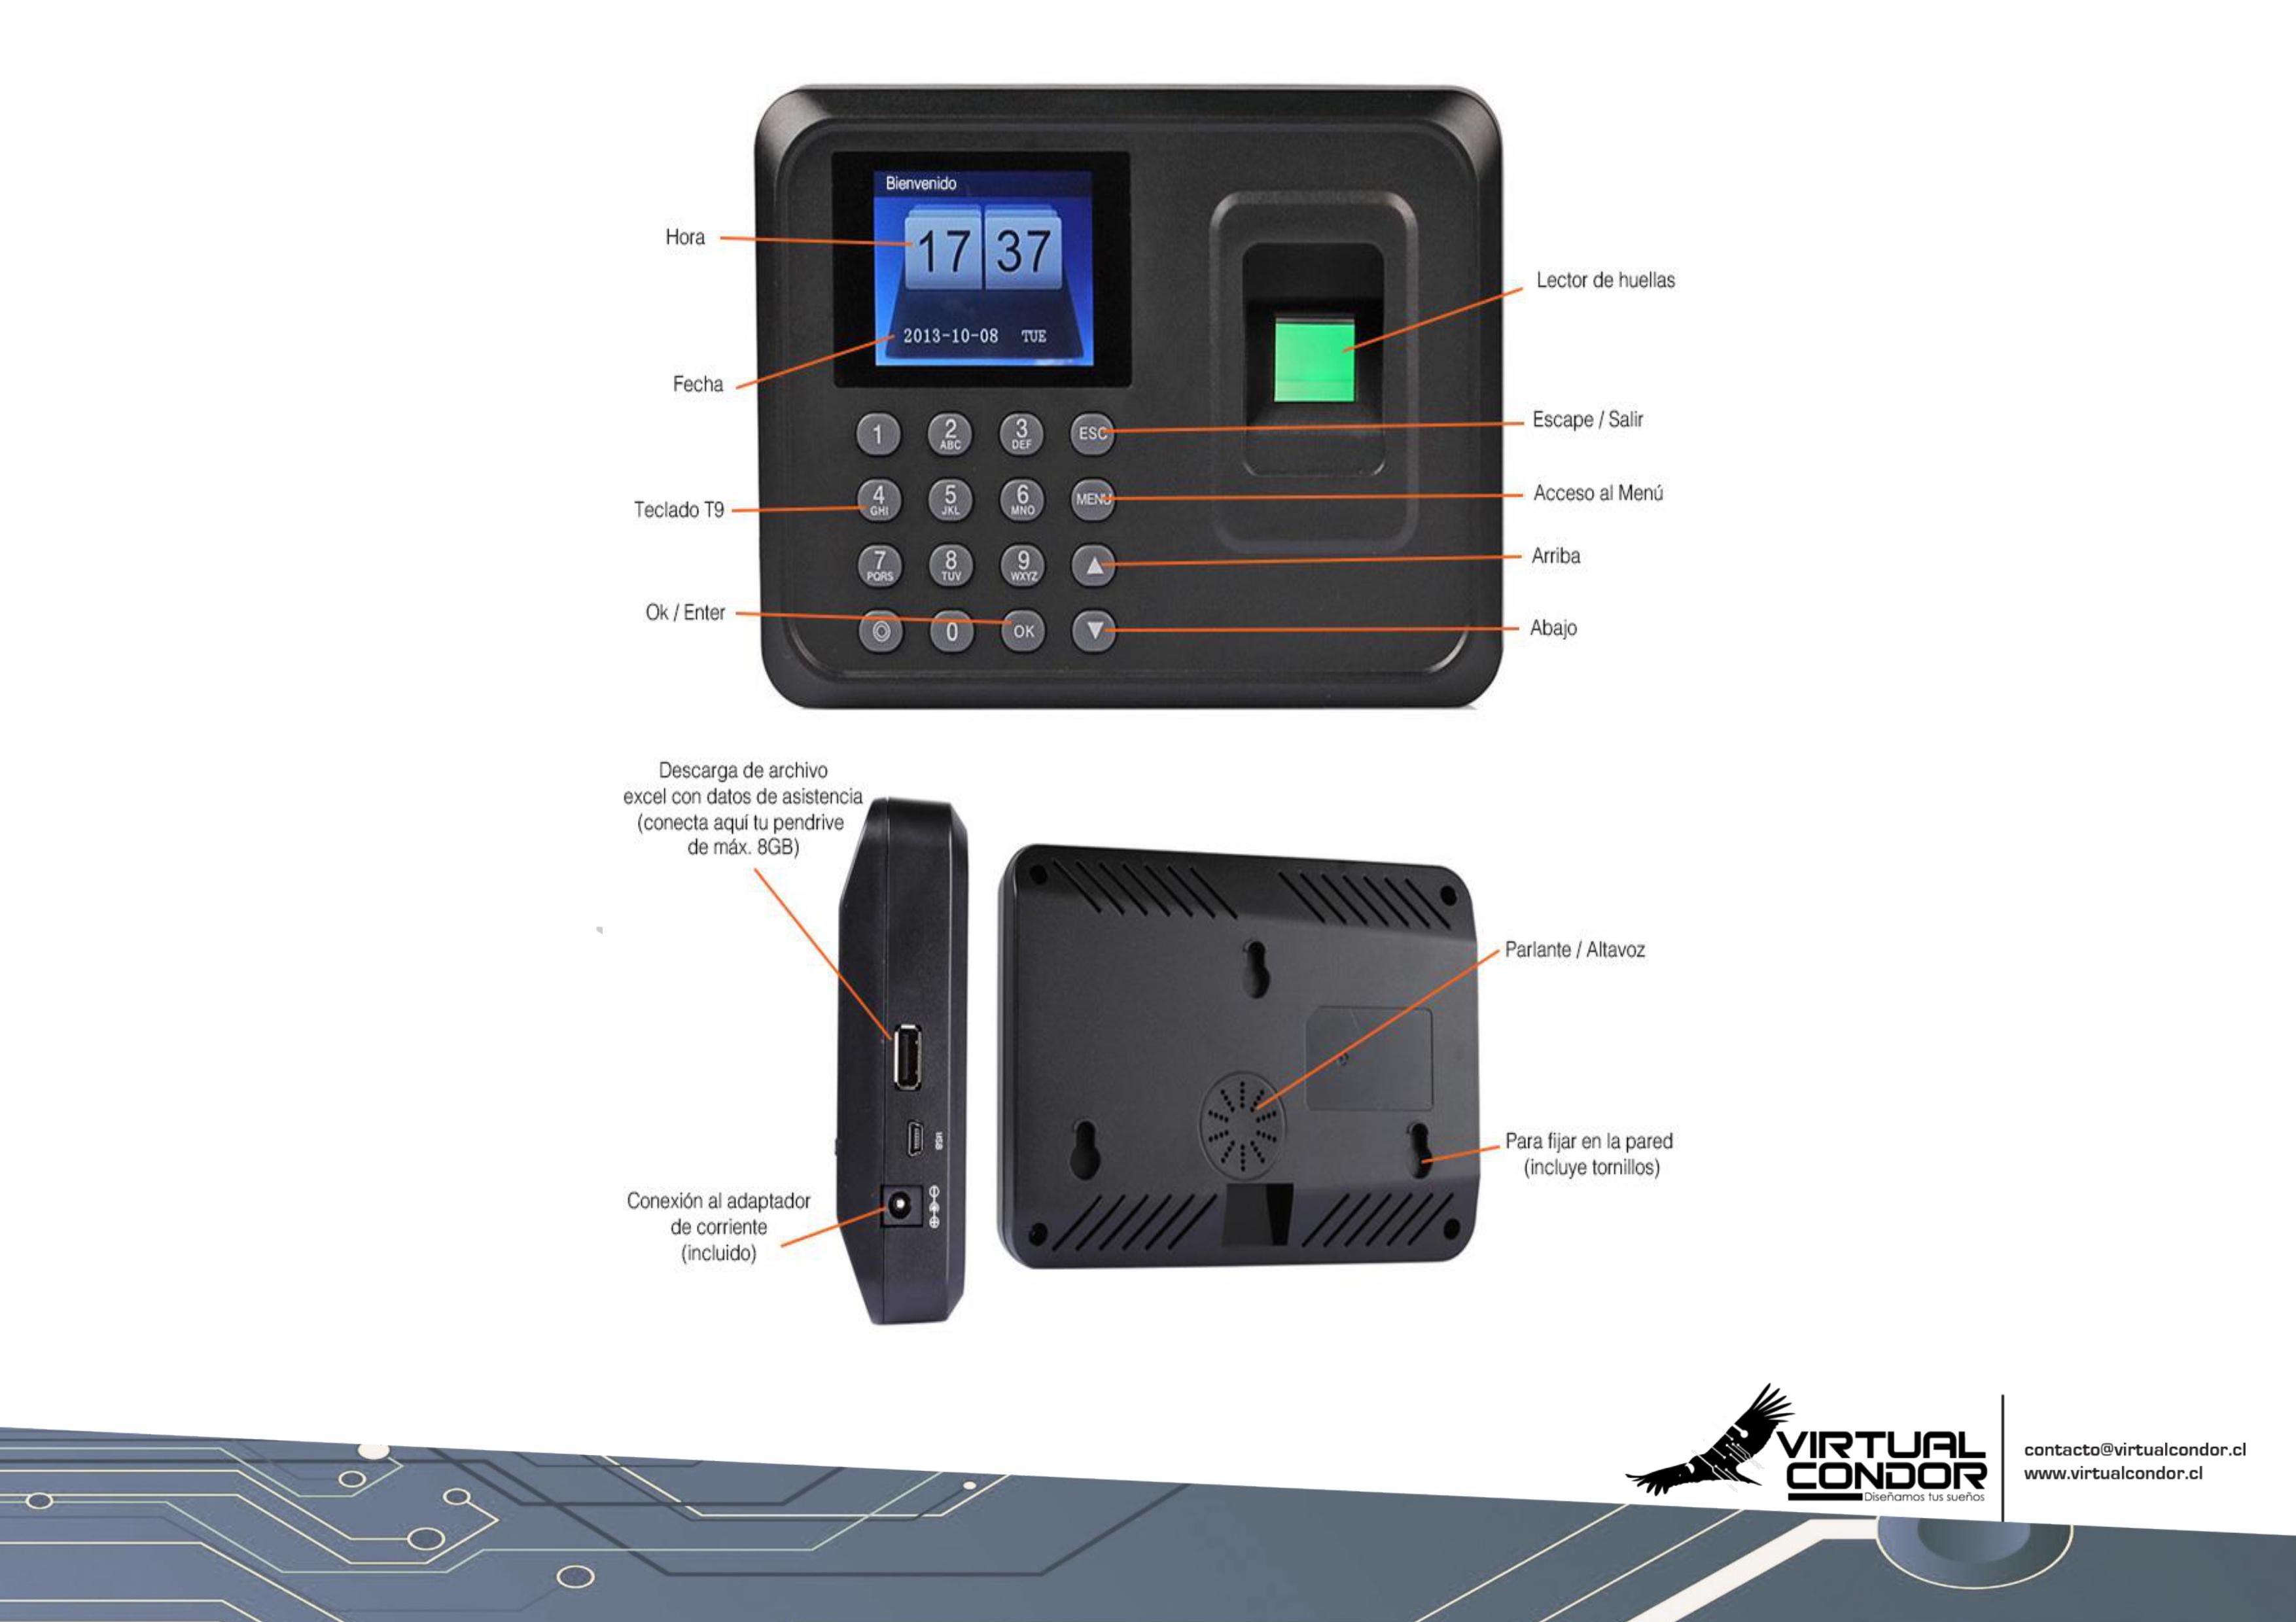 Bienvenido
17 37
2013-10-08 TUE
Hora
Fecha
Teclado T9
Ok / Enter
Lector de huellas
Escape / Salir
Acceso al Menú
Arriba
Abajo
1
2 ABC
3 DEF
ESC
4 GHI
5 JKL
6 MNO
MENU
7 PQRS
8 TUV
9 WXYZ
0
OK
Descarga de archivo
excel con datos de asistencia
(conecta aquí tu pendrive
de máx. 8GB)
USB
Conexión al adaptador
de corriente
(incluido)
Parlante / Altavoz
Para fijar en la pared
(incluye tornillos)
VIRTUAL
CONDOR
Diseñamos tus sueños
contacto@virtualcondor.cl
www.virtualcondor.cl